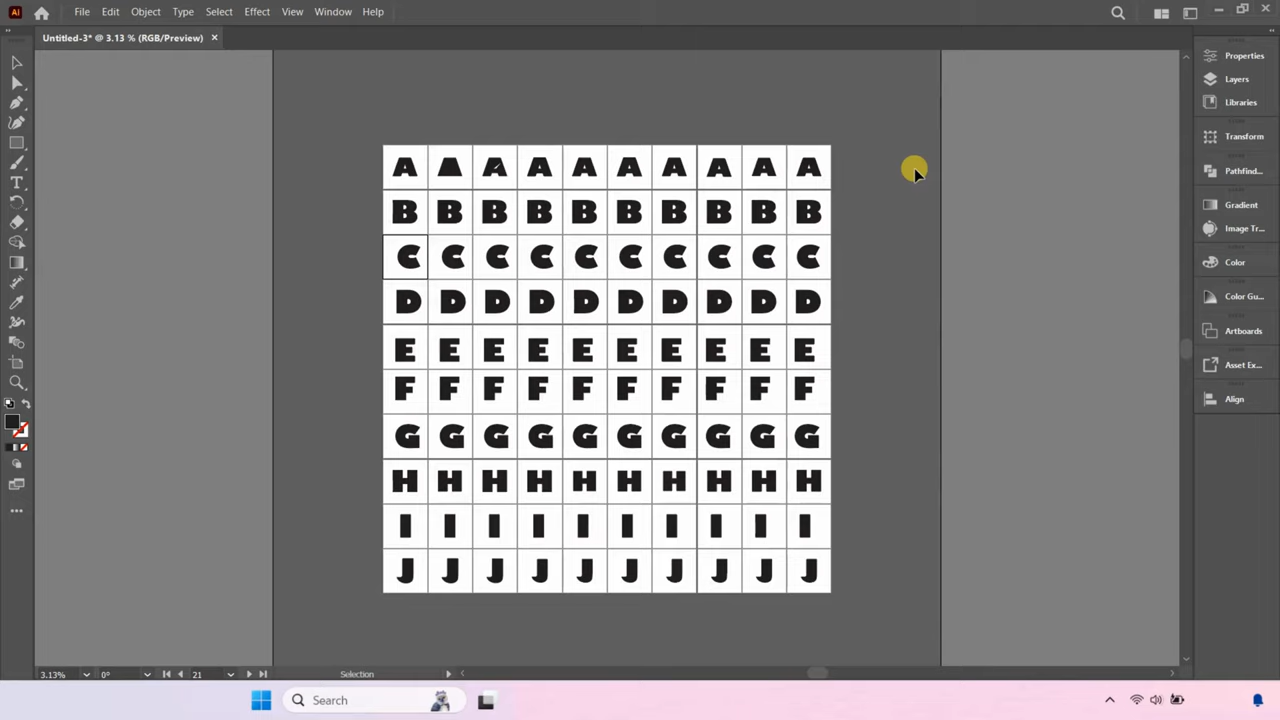 Ai File Edit Object Type Select Effect View Window Help
Untitled-3* @ 3.13 % (RGB/Preview) ×
Properties
Layers
Libraries
Transform
Pathfind...
Gradient
Image Tr...
Color
Color Gu...
Artboards
Asset Ex...
Align
A A A A A A A A A
B B B B B B B B B B
C C C C C C C C C C
D D D D D D D D D D
E E E E E E E E E E
F F F F F F F F F F
G G G G G G G G G G
H H H H H H H H H H
I I I I I I I I I I
J J J J J J J J J J
3.13% 0° 21 Selection
Search